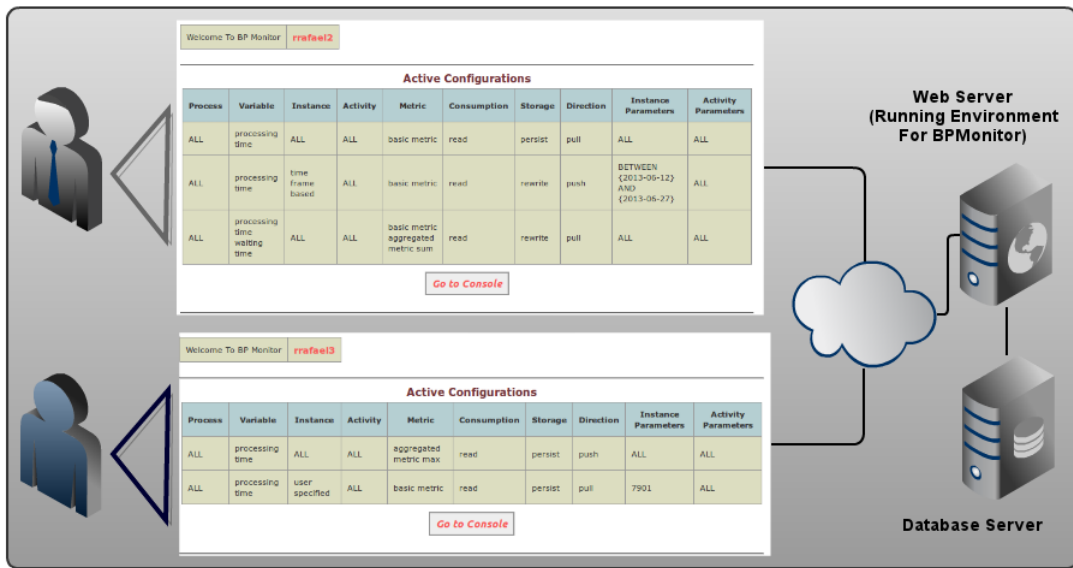 Welcome To BP Monitor rrafael2
Active Configurations
Process Variable Instance Activity Metric Consumption Storage Direction Instance Parameters Activity Parameters
ALL processing time ALL ALL basic metric read persist pull ALL ALL
ALL processing time time frame based ALL basic metric read rewrite push BETWEEN {2013-06-12} AND {2013-06-27} ALL
ALL processing time waiting time ALL ALL basic metric aggregated metric sum read rewrite pull ALL ALL
Go to Console
Web Server
(Running Environment
For BPMonitor)
Welcome To BP Monitor rrafael3
Active Configurations
Process Variable Instance Activity Metric Consumption Storage Direction Instance Parameters Activity Parameters
ALL processing time ALL ALL aggregated metric max read persist push ALL ALL
ALL processing time user specified ALL basic metric read persist pull 7901 ALL
Go to Console
Database Server